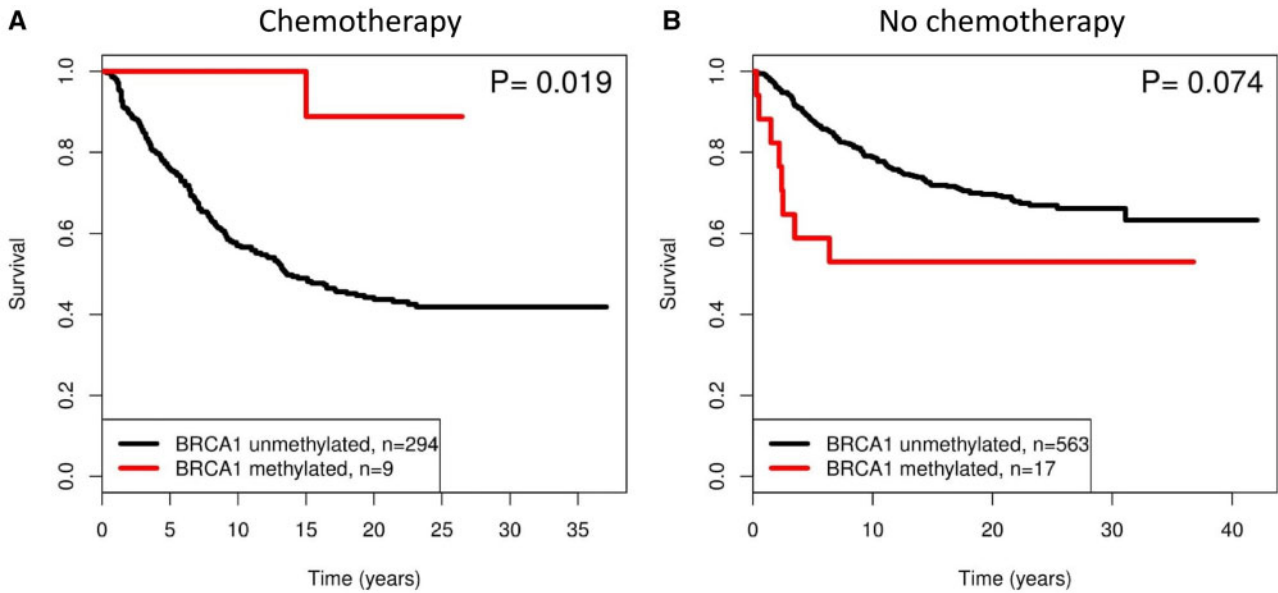 A
Chemotherapy
P= 0.019
Survival
1.0
0.8
0.6
0.4
0.2
0.0
BRCA1 unmethylated, n=294
BRCA1 methylated, n=9
0 5 10 15 20 25 30 35
Time (years)
B
No chemotherapy
P= 0.074
Survival
1.0
0.8
0.6
0.4
0.2
0.0
BRCA1 unmethylated, n=563
BRCA1 methylated, n=17
0 10 20 30 40
Time (years)